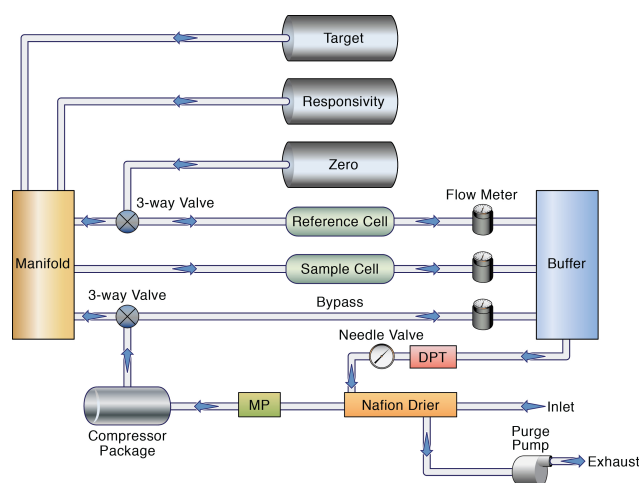 Target
Responsivity
Zero
3-way Valve
Flow Meter
Reference Cell
Manifold
Sample Cell
Buffer
3-way Valve
Bypass
Needle Valve
DPT
MP
Nafion Drier
Inlet
Compressor
Package
Purge
Pump
Exhaust